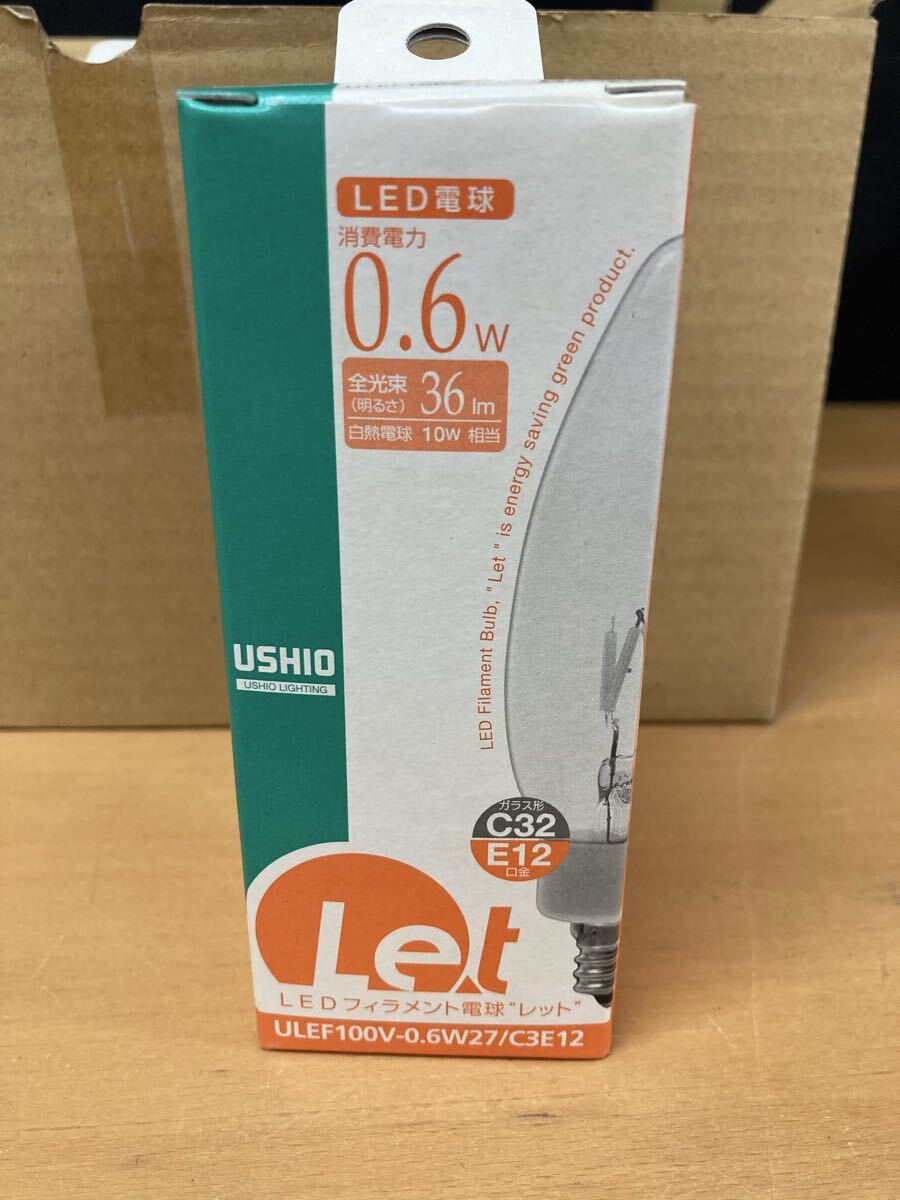 LED電球
消費電力
0.6W
全光束
(明るさ) 36 lm
白熱電球 10W 相当
LED Filament Bulb, "Let" is energy saving green product.
USHIO
USHIO LIGHTING
ガラス形
C32
E12
口金
Let
LEDフィラメント電球"レット"
ULEF100V-0.6W27/C3E12